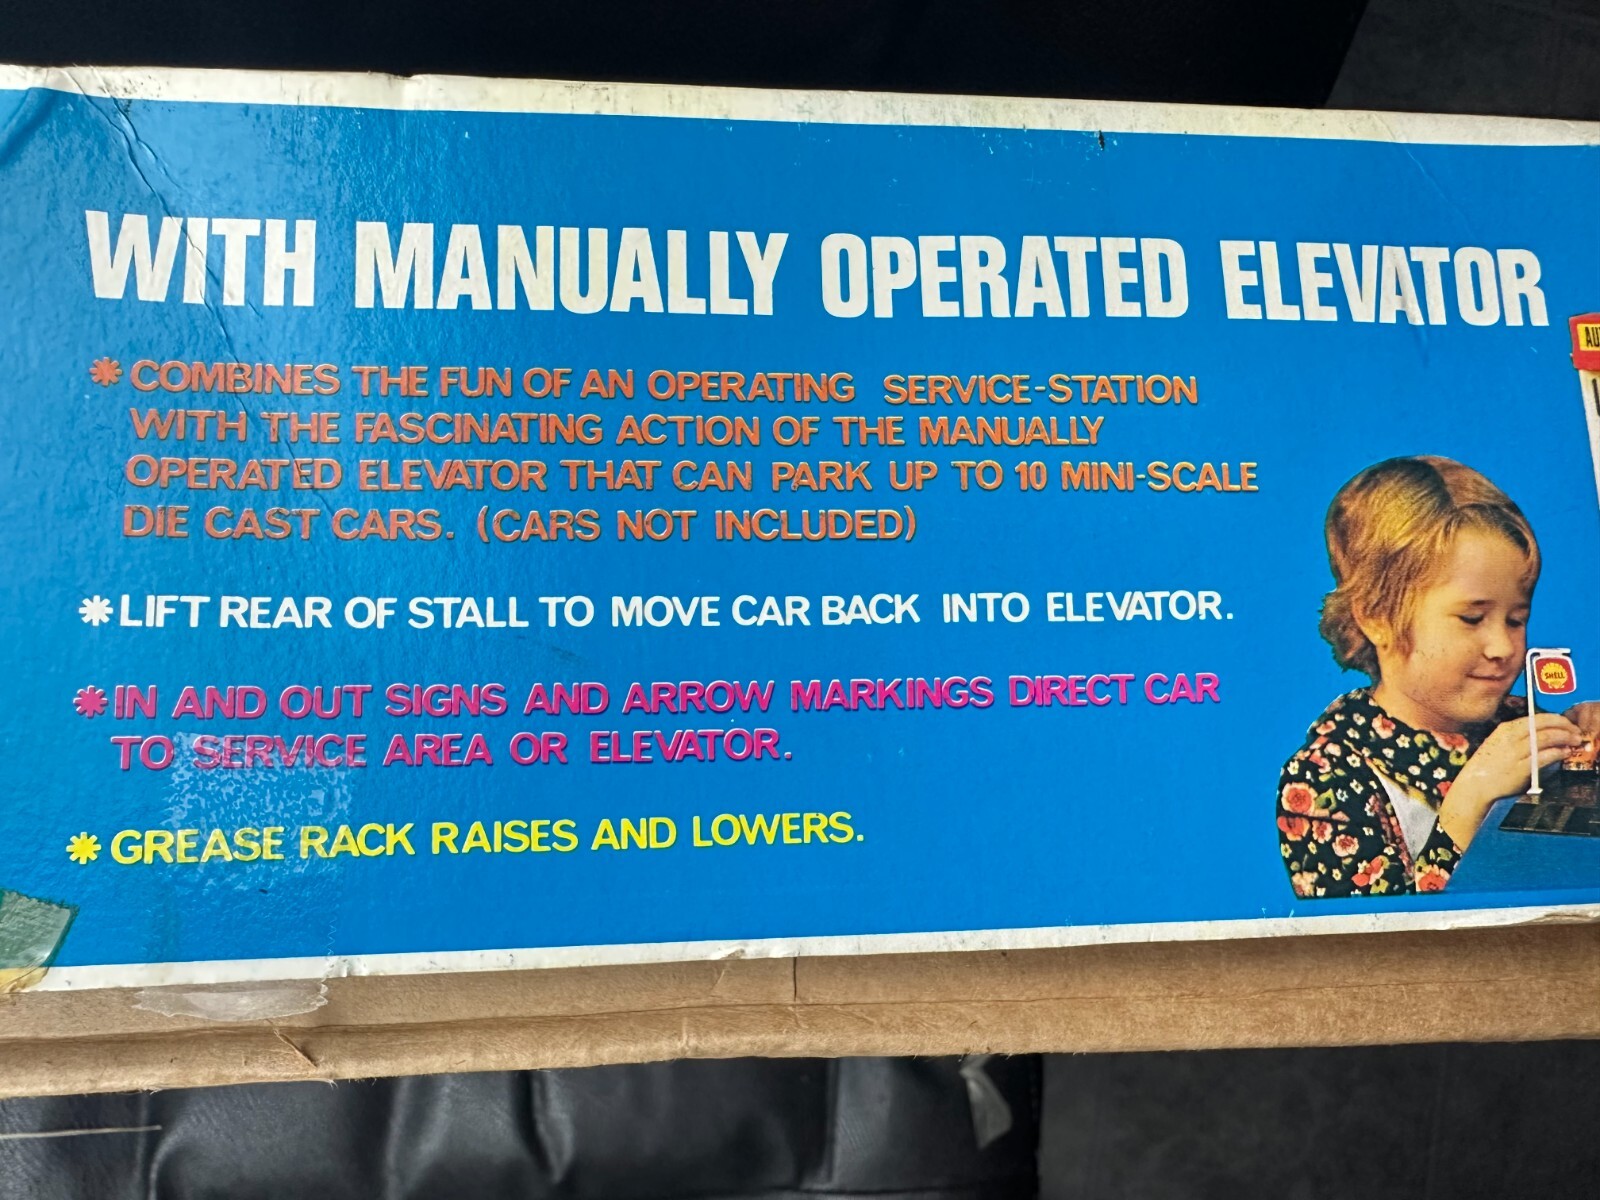 WITH MANUALLY OPERATED ELEVATOR
* COMBINES THE FUN OF AN OPERATING SERVICE-STATION
WITH THE FASCINATING ACTION OF THE MANUALLY
OPERATED ELEVATOR THAT CAN PARK UP TO 10 MINI-SCALE
DIE CAST CARS. (CARS NOT INCLUDED)
* LIFT REAR OF STALL TO MOVE CAR BACK INTO ELEVATOR.
* IN AND OUT SIGNS AND ARROW MARKINGS DIRECT CAR
TO SERVICE AREA OR ELEVATOR.
* GREASE RACK RAISES AND LOWERS.
SHELL